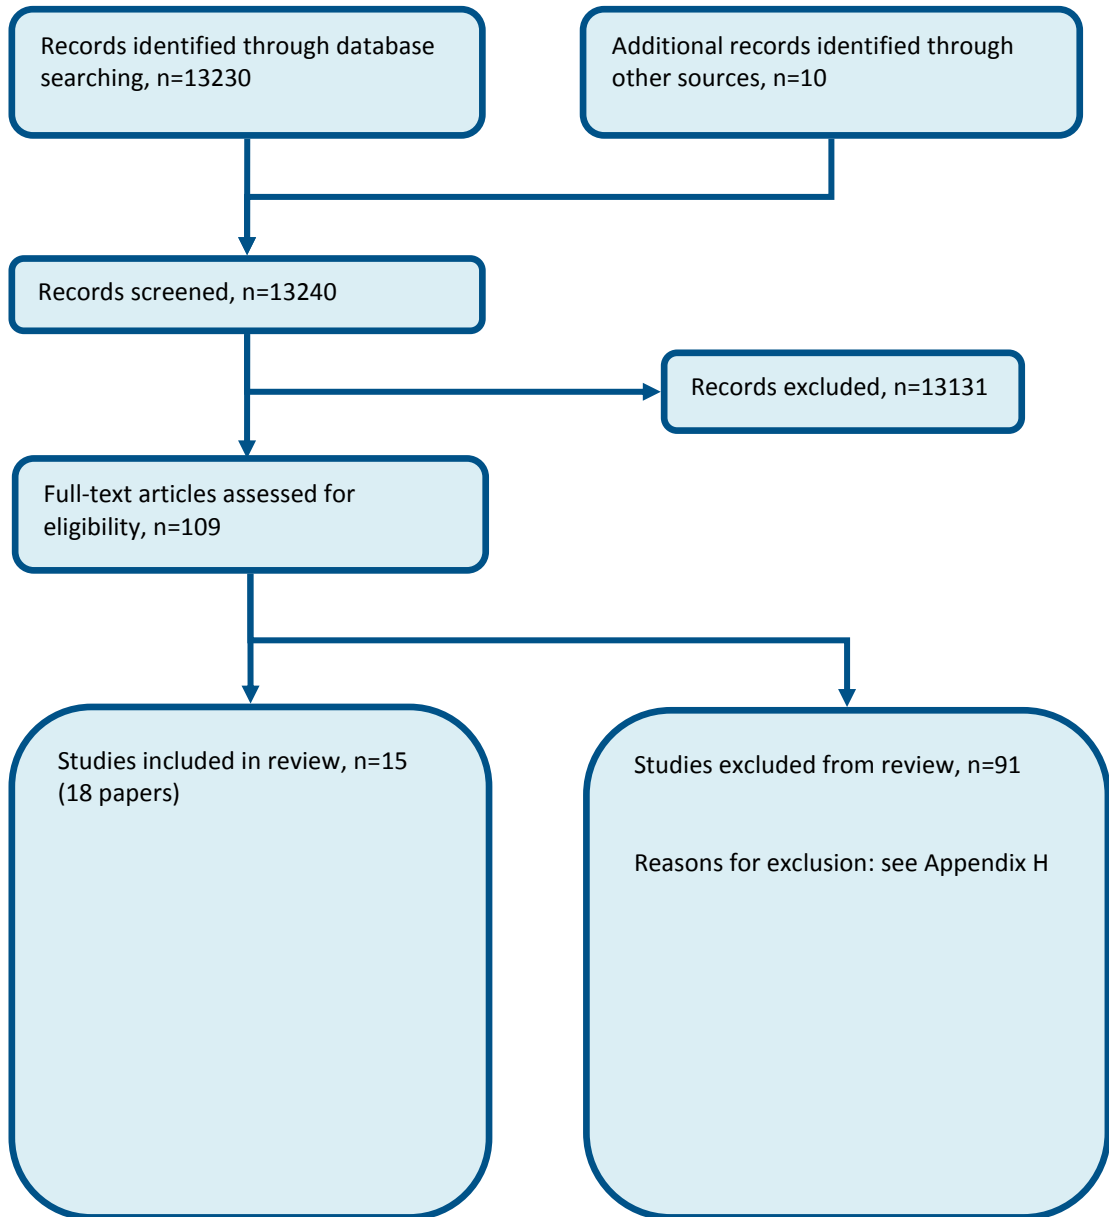 Records identified through database
searching, n=13230
Additional records identified through
other sources, n=10
Records screened, n=13240
Records excluded, n=13131
Full-text articles assessed for
eligibility, n=109
Studies included in review, n=15
(18 papers)
Studies excluded from review, n=91
Reasons for exclusion: see Appendix H